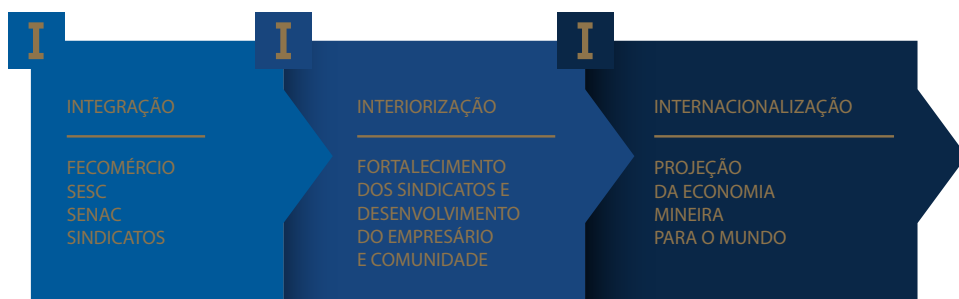 I
INTEGRAÇÃO
FECOMÉRCIO
SESC
SENAC
SINDICATOS
I
INTERIORIZAÇÃO
FORTALECIMENTO
DOS SINDICATOS E
DESENVOLVIMENTO
DO EMPRESÁRIO
E COMUNIDADE
I
INTERNACIONALIZAÇÃO
PROJEÇÃO
DA ECONOMIA
MINEIRA
PARA O MUNDO